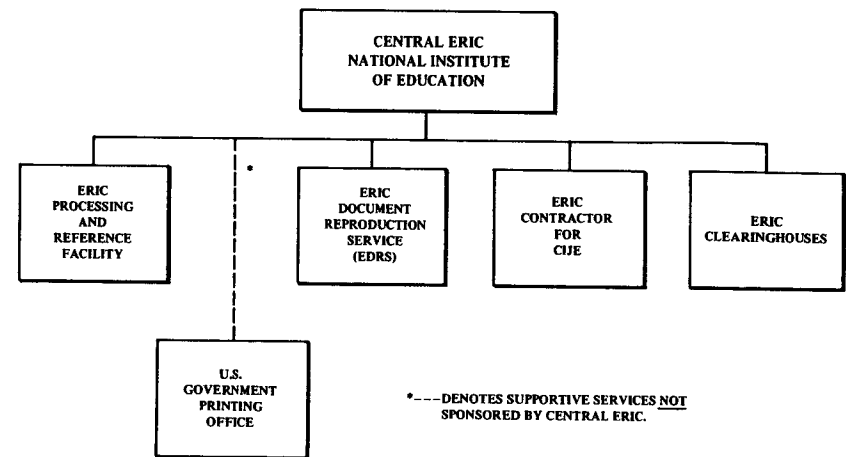 CENTRAL ERIC
NATIONAL INSTITUTE
OF EDUCATION
*
ERIC
PROCESSING
AND
REFERENCE
FACILITY
ERIC
DOCUMENT
REPRODUCTION
SERVICE
(EDRS)
ERIC
CONTRACTOR
FOR
CIJE
ERIC
CLEARINGHOUSES
U.S.
GOVERNMENT
PRINTING
OFFICE
*---DENOTES SUPPORTIVE SERVICES NOT
SPONSORED BY CENTRAL ERIC.